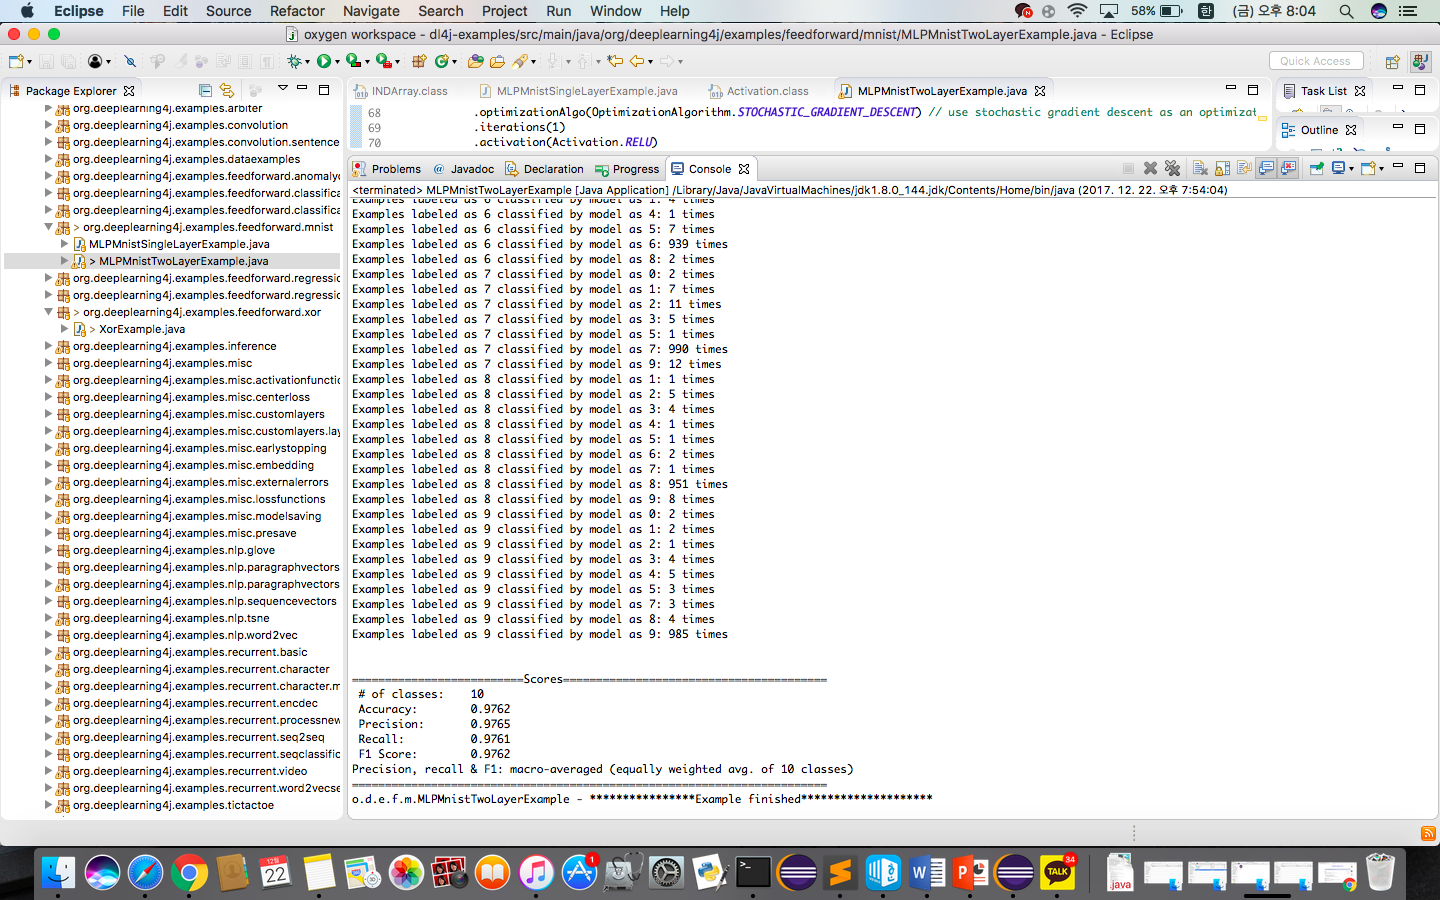 Eclipse File Edit Source Refactor Navigate Search Project Run Window Help 58% 한 (금) 오후 8:04
oxygen workspace - dl4j-examples/src/main/java/org/deeplearning4j/examples/feedforward/mnist/MLPMnistTwoLayerExample.java - Eclipse
Quick Access
Package Explorer
org.deeplearning4j.examples.arbiter
org.deeplearning4j.examples.convolution
org.deeplearning4j.examples.convolution.sentence
org.deeplearning4j.examples.dataexamples
org.deeplearning4j.examples.feedforward.anomaly
org.deeplearning4j.examples.feedforward.classifica
org.deeplearning4j.examples.feedforward.classifica
> org.deeplearning4j.examples.feedforward.mnist
MLPMnistSingleLayerExample.java
> MLPMnistTwoLayerExample.java
org.deeplearning4j.examples.feedforward.regressio
org.deeplearning4j.examples.feedforward.regressio
> org.deeplearning4j.examples.feedforward.xor
> XorExample.java
org.deeplearning4j.examples.inference
org.deeplearning4j.examples.misc
org.deeplearning4j.examples.misc.activationfunctio
org.deeplearning4j.examples.misc.centerloss
org.deeplearning4j.examples.misc.customlayers
org.deeplearning4j.examples.misc.customlayers.lay
org.deeplearning4j.examples.misc.earlystopping
org.deeplearning4j.examples.misc.embedding
org.deeplearning4j.examples.misc.externalerrors
org.deeplearning4j.examples.misc.lossfunctions
org.deeplearning4j.examples.misc.modelsaving
org.deeplearning4j.examples.misc.presave
org.deeplearning4j.examples.nlp.glove
org.deeplearning4j.examples.nlp.paragraphvectors
org.deeplearning4j.examples.nlp.paragraphvectors
org.deeplearning4j.examples.nlp.sequencevectors
org.deeplearning4j.examples.nlp.tsne
org.deeplearning4j.examples.nlp.word2vec
org.deeplearning4j.examples.recurrent.basic
org.deeplearning4j.examples.recurrent.character
org.deeplearning4j.examples.recurrent.character.m
org.deeplearning4j.examples.recurrent.encdec
org.deeplearning4j.examples.recurrent.processnew
org.deeplearning4j.examples.recurrent.seq2seq
org.deeplearning4j.examples.recurrent.seqclassific
org.deeplearning4j.examples.recurrent.video
org.deeplearning4j.examples.recurrent.word2vecse
org.deeplearning4j.examples.tictactoe
INDArray.class MLPMnistSingleLayerExample.java Activation.class MLPMnistTwoLayerExample.java
68 .optimizationAlgo(OptimizationAlgorithm.STOCHASTIC_GRADIENT_DESCENT) // use stochastic gradient descent as an optimizat
69 .iterations(1)
70 .activation(Activation.RELU)
Task List
Outline
Problems Javadoc Declaration Progress Console
<terminated> MLPMnistTwoLayerExample [Java Application] /Library/Java/JavaVirtualMachines/jdk1.8.0_144.jdk/Contents/Home/bin/java (2017. 12. 22. 오후 7:54:04)
Examples labeled as 6 classified by model as 1: 4 times
Examples labeled as 6 classified by model as 4: 1 times
Examples labeled as 6 classified by model as 5: 7 times
Examples labeled as 6 classified by model as 6: 939 times
Examples labeled as 6 classified by model as 8: 2 times
Examples labeled as 7 classified by model as 0: 2 times
Examples labeled as 7 classified by model as 1: 7 times
Examples labeled as 7 classified by model as 2: 11 times
Examples labeled as 7 classified by model as 3: 5 times
Examples labeled as 7 classified by model as 5: 1 times
Examples labeled as 7 classified by model as 7: 990 times
Examples labeled as 7 classified by model as 9: 12 times
Examples labeled as 8 classified by model as 1: 1 times
Examples labeled as 8 classified by model as 2: 5 times
Examples labeled as 8 classified by model as 3: 4 times
Examples labeled as 8 classified by model as 4: 1 times
Examples labeled as 8 classified by model as 5: 1 times
Examples labeled as 8 classified by model as 6: 2 times
Examples labeled as 8 classified by model as 7: 1 times
Examples labeled as 8 classified by model as 8: 951 times
Examples labeled as 8 classified by model as 9: 8 times
Examples labeled as 9 classified by model as 0: 2 times
Examples labeled as 9 classified by model as 1: 2 times
Examples labeled as 9 classified by model as 2: 1 times
Examples labeled as 9 classified by model as 3: 4 times
Examples labeled as 9 classified by model as 4: 5 times
Examples labeled as 9 classified by model as 5: 3 times
Examples labeled as 9 classified by model as 7: 3 times
Examples labeled as 9 classified by model as 8: 4 times
Examples labeled as 9 classified by model as 9: 985 times
==========================Scores========================================
# of classes: 10
Accuracy: 0.9762
Precision: 0.9765
Recall: 0.9761
F1 Score: 0.9762
Precision, recall & F1: macro-averaged (equally weighted avg. of 10 classes)
========================================================================
o.d.e.f.m.MLPMnistTwoLayerExample - ****************Example finished********************
12월
22
1
TALK
34
.java